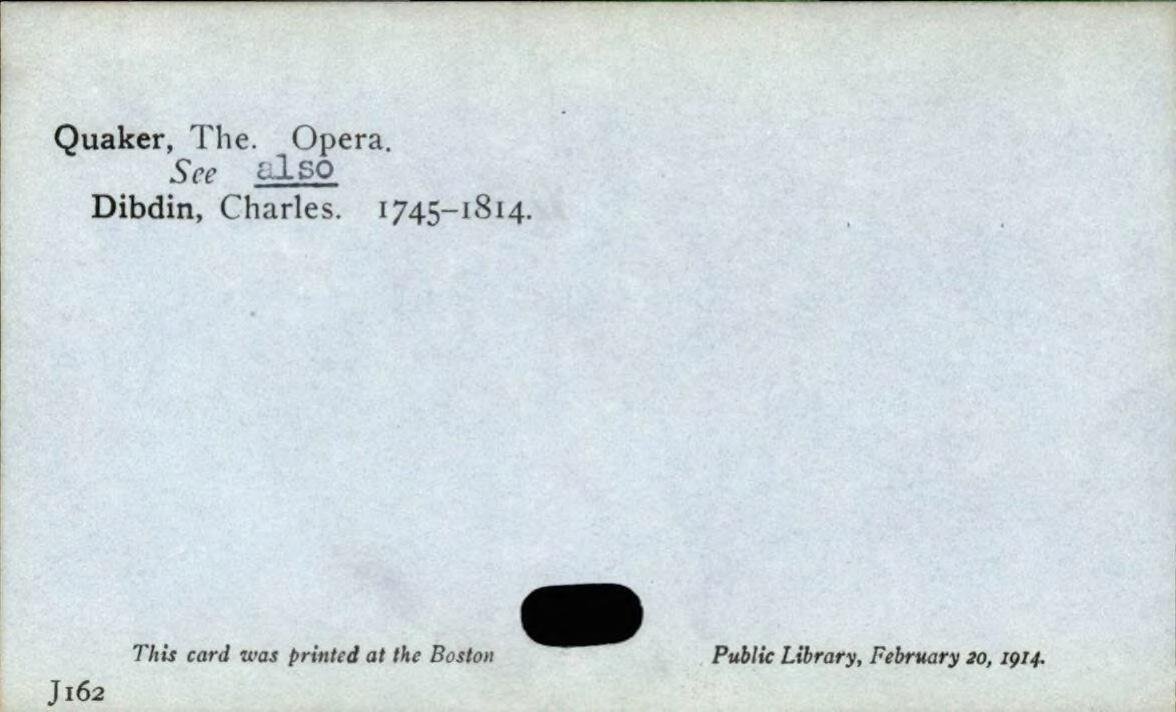 Quaker, The. Opera.
See also
Dibdin, Charles. 1745–1814.
This card was printed at the Boston Public Library, February 20, 1914.
J162